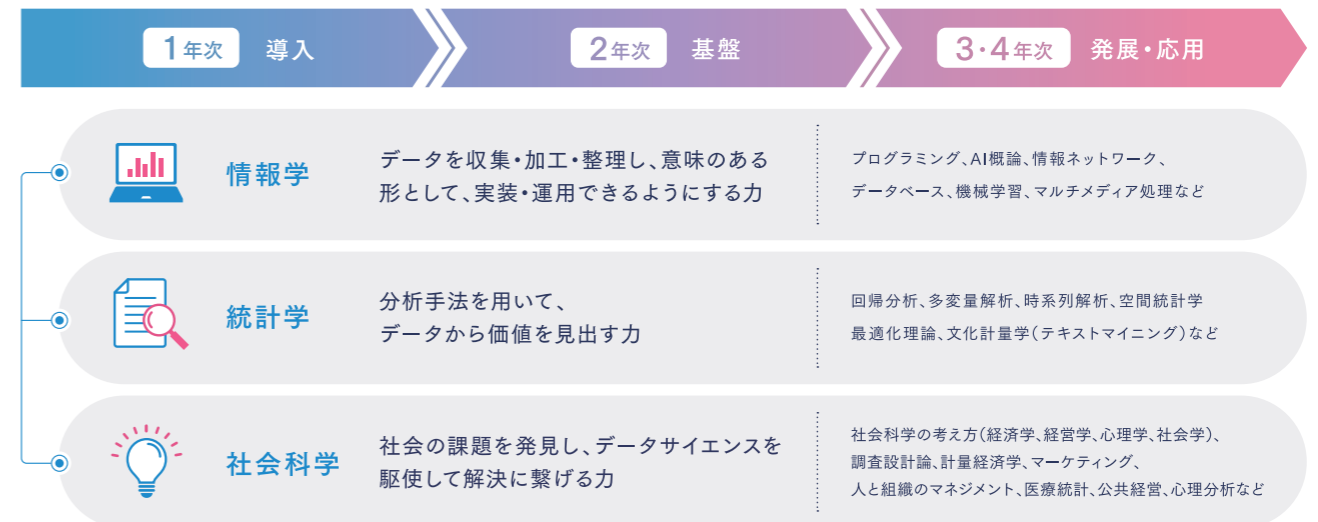 1年次 導入
2年次 基盤
3・4年次 発展・応用
情報学
データを収集・加工・整理し、意味のある
形として、実装・運用できるようにする力
プログラミング、AI概論、情報ネットワーク、
データベース、機械学習、マルチメディア処理など
統計学
分析手法を用いて、
データから価値を見出す力
回帰分析、多変量解析、時系列解析、空間統計学
最適化理論、文化計量学(テキストマイニング)など
社会科学
社会の課題を発見し、データサイエンスを
駆使して解決に繋げる力
社会科学の考え方(経済学、経営学、心理学、社会学)、
調査設計論、計量経済学、マーケティング、
人と組織のマネジメント、医療統計、公共経営、心理分析など